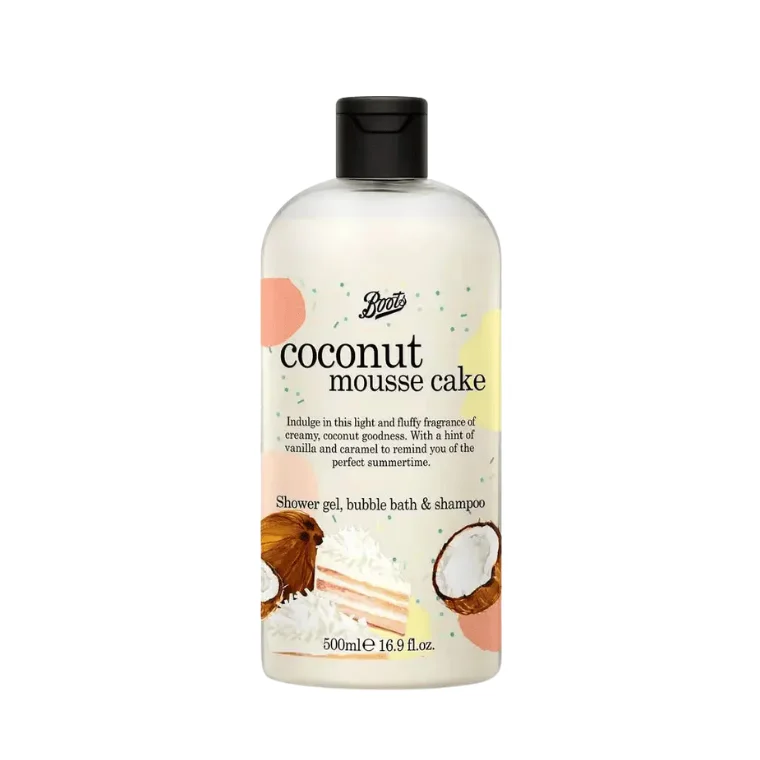 Boots
coconut
mousse cake
Indulge in this light and fluffy fragrance of
creamy, coconut goodness. With a hint of
vanilla and caramel to remind you of the
perfect summertime.
Shower gel, bubble bath & shampoo
500ml℮ 16.9 fl.oz.